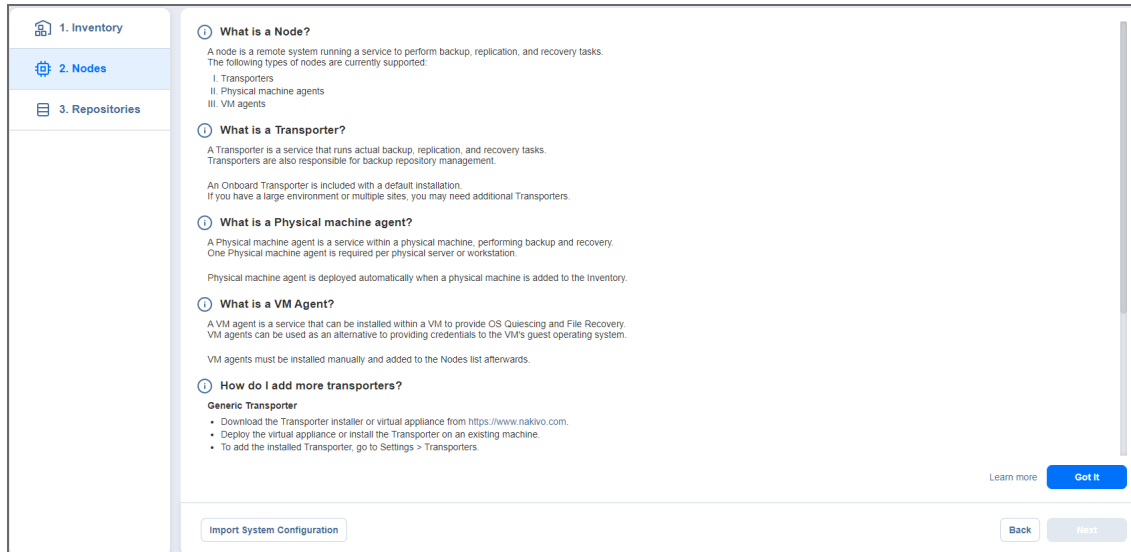 1. Inventory
2. Nodes
3. Repositories
What is a Node?
A node is a remote system running a service to perform backup, replication, and recovery tasks.
The following types of nodes are currently supported:
I. Transporters
II. Physical machine agents
III. VM agents
What is a Transporter?
A Transporter is a service that runs actual backup, replication, and recovery tasks.
Transporters are also responsible for backup repository management.
An Onboard Transporter is included with a default installation.
If you have a large environment or multiple sites, you may need additional Transporters.
What is a Physical machine agent?
A Physical machine agent is a service within a physical machine, performing backup and recovery.
One Physical machine agent is required per physical server or workstation.
Physical machine agent is deployed automatically when a physical machine is added to the Inventory.
What is a VM Agent?
A VM agent is a service that can be installed within a VM to provide OS Quiescing and File Recovery.
VM agents can be used as an alternative to providing credentials to the VM's guest operating system.
VM agents must be installed manually and added to the Nodes list afterwards.
How do I add more transporters?
Generic Transporter
• Download the Transporter installer or virtual appliance from https://www.nakivo.com.
• Deploy the virtual appliance or install the Transporter on an existing machine.
• To add the installed Transporter, go to Settings > Transporters.
Learn more
Got It
Import System Configuration
Back
Next